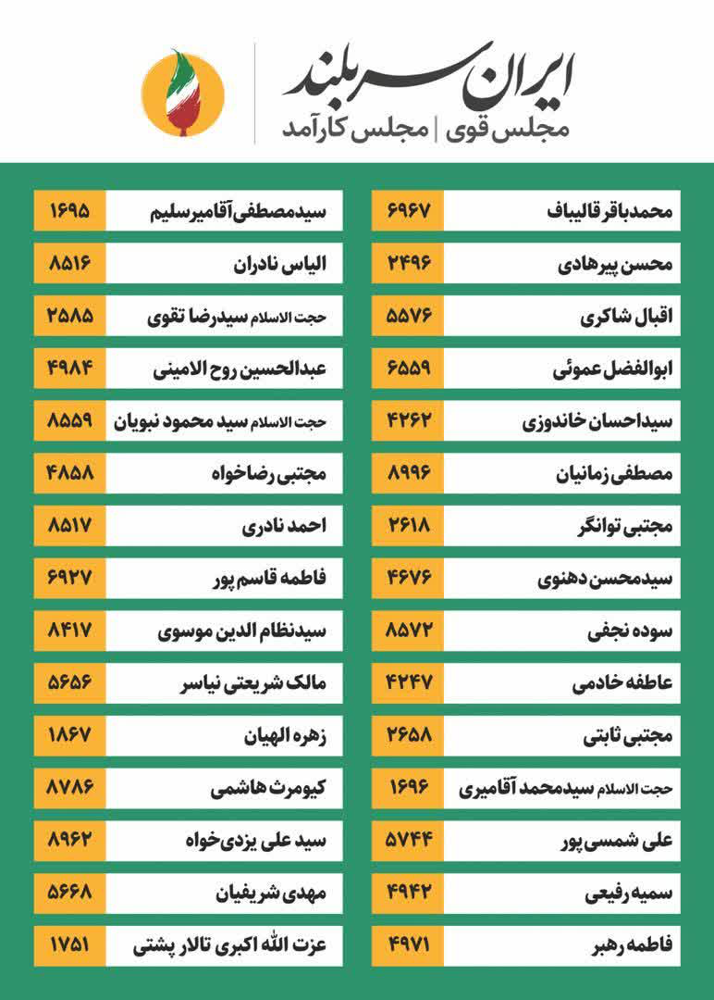 ایران سربلند
مجلس قوی | مجلس کارآمد
محمدباقر قالیباف ۶۹۶۷
محسن پیرهادی ۲۴۹۶
اقبال شاکری ۵۵۷۶
ابوالفضل عموئی ۶۵۵۹
سیداحسان خاندوزی ۴۲۶۲
مصطفی زمانیان ۸۹۹۶
مجتبی توانگر ۲۶۱۸
سیدمحسن دهنوی ۴۶۷۶
سوده نجفی ۸۵۷۲
عاطفه خادمی ۴۲۴۷
مجتبی ثابتی ۲۶۵۸
حجت الاسلام سیدمحمد آقامیری ۱۶۹۶
علی شمسی‌پور ۵۷۴۴
سمیه رفیعی ۴۹۴۲
فاطمه رهبر ۴۹۷۱
سیدمصطفی آقامیرسلیم ۱۶۹۵
الیاس نادران ۸۵۱۶
حجت الاسلام سیدرضا تقوی ۲۵۸۵
عبدالحسین روح الامینی ۴۹۸۴
حجت الاسلام سید محمود نبویان ۸۵۵۹
مجتبی رضاخواه ۴۸۵۸
احمد نادری ۸۵۱۷
فاطمه قاسم پور ۶۹۲۷
سیدنظام الدین موسوی ۸۴۱۷
مالک شریعتی نیاسر ۵۶۵۶
زهره الهیان ۱۸۶۷
کیومرث هاشمی ۸۷۸۶
سید علی یزدی‌خواه ۸۹۶۲
مهدی شریفیان ۵۶۶۸
عزت الله اکبری تالار پشتی ۱۷۵۱